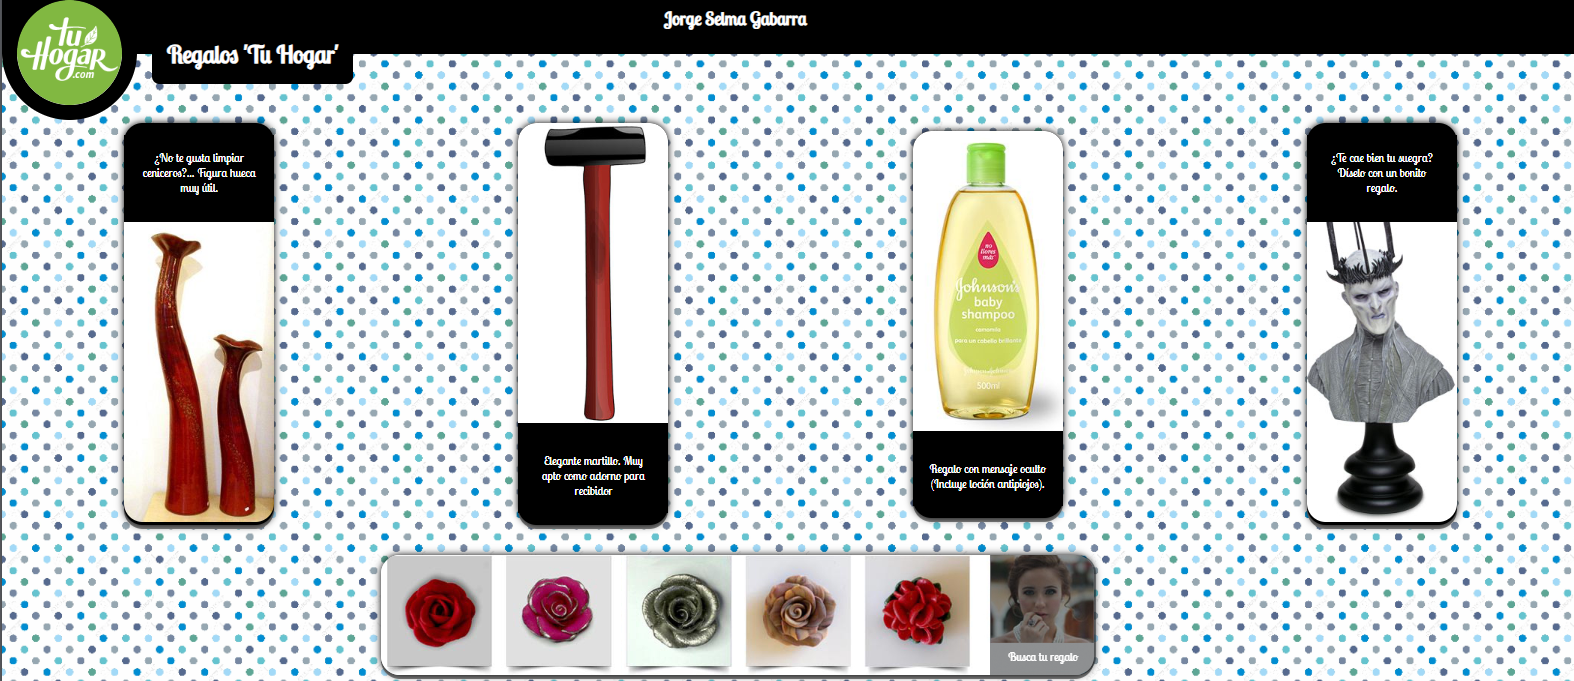 Jorge Selma Gabarra
tu
Hogar
.com
Regalos 'Tu Hogar'
¿No te gusta limpiar
ceniceros?... Figura hueca
muy útil.
Elegante martillo. Muy
apto como adorno para
recibidor
no
llores
más
Johnson's
baby
shampoo
camomila
para un cabello brillante
Johnson & Johnson
500ml
Regalo con mensaje oculto
(Incluye loción antipiojos).
¿Te cae bien tu suegra?
Díselo con un bonito
regalo.
Busca tu regalo